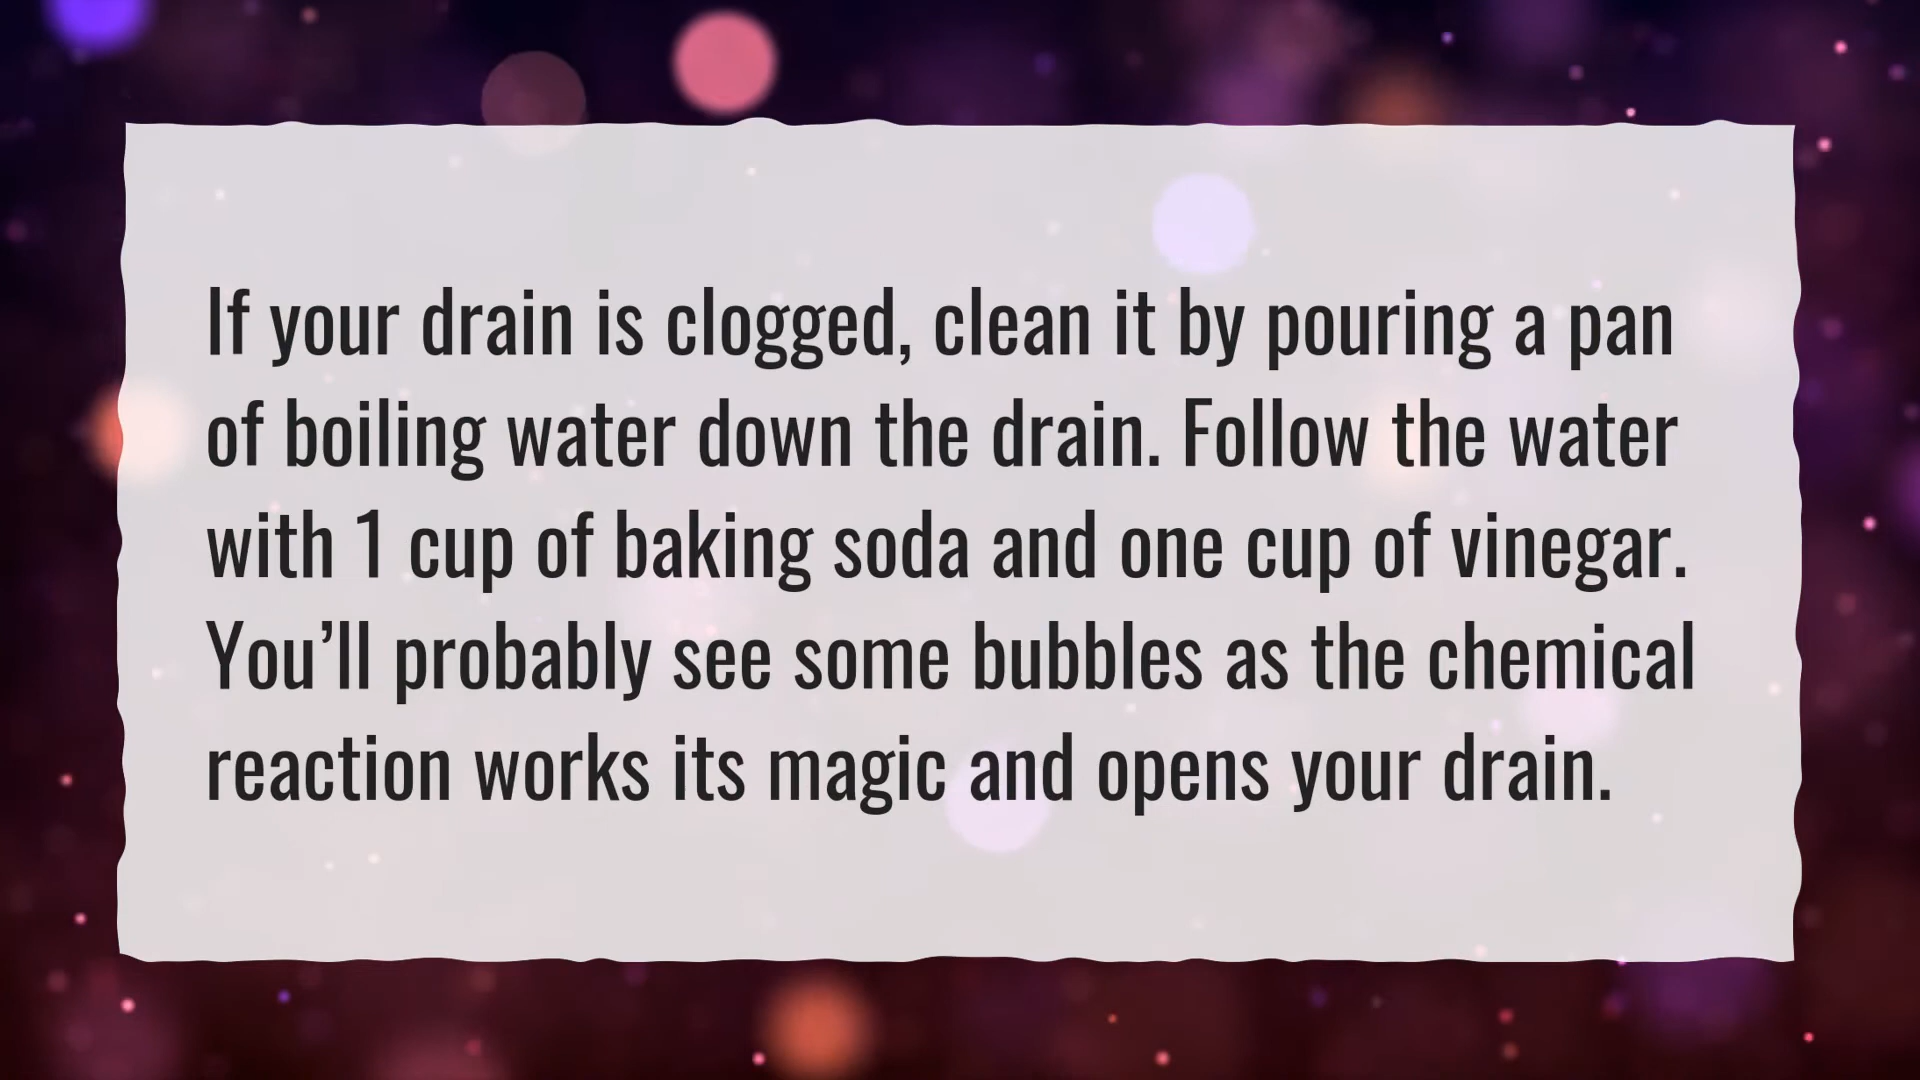 If your drain is clogged, clean it by pouring a pan
of boiling water down the drain. Follow the water
with 1 cup of baking soda and one cup of vinegar.
You’ll probably see some bubbles as the chemical
reaction works its magic and opens your drain.